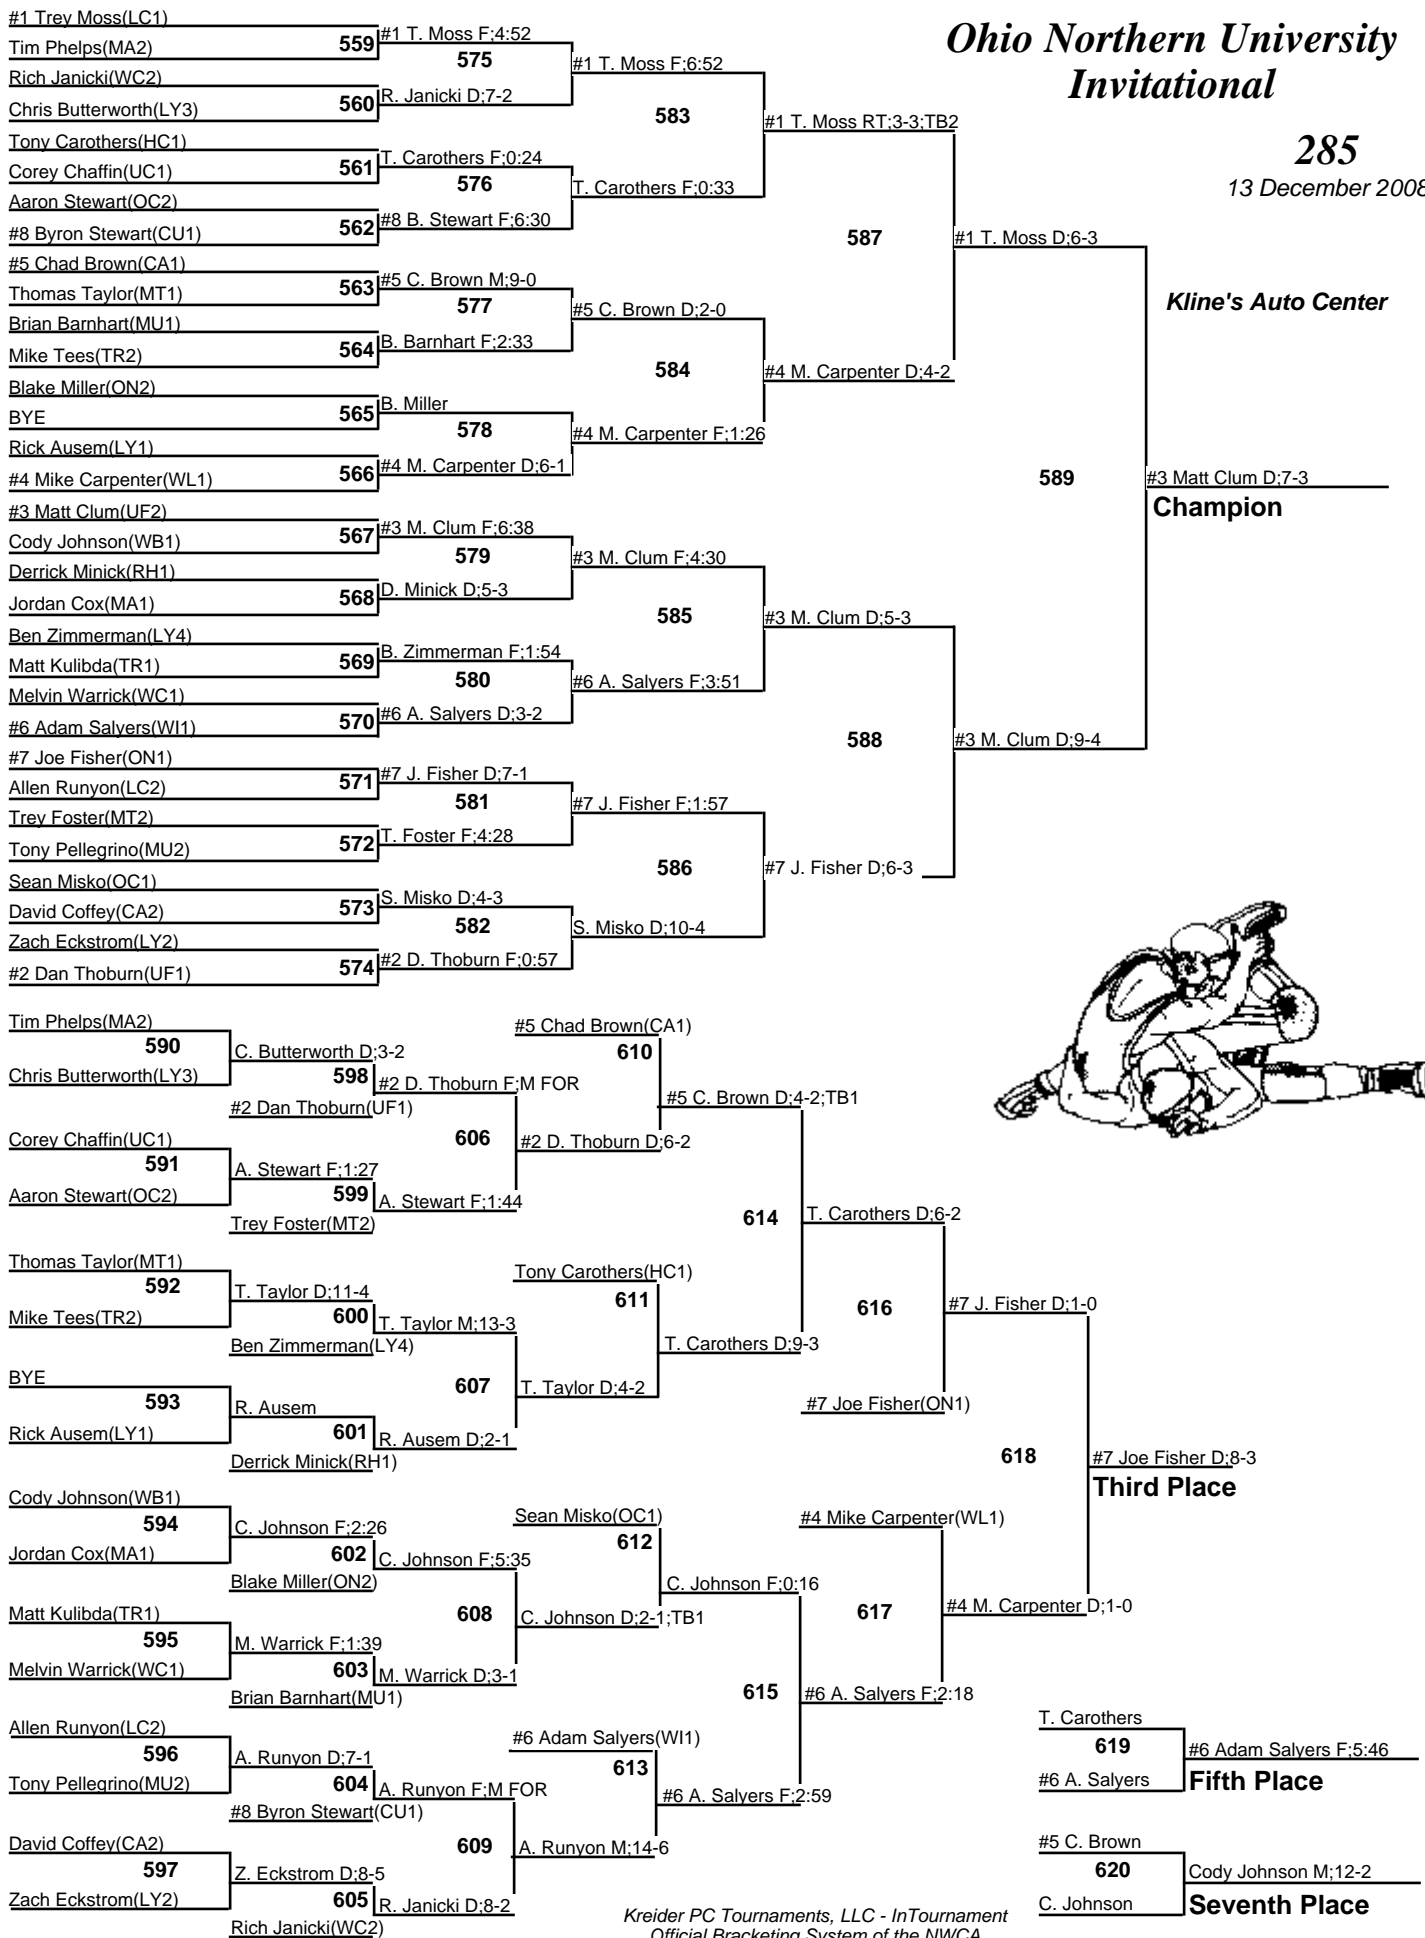 Ohio Northern University
Invitational
285
13 December 2008
Kline's Auto Center
#1 Trey Moss(LC1)
Tim Phelps(MA2)
559
Rich Janicki(WC2)
Chris Butterworth(LY3)
560
Tony Carothers(HC1)
Corey Chaffin(UC1)
561
Aaron Stewart(OC2)
#8 Byron Stewart(CU1)
562
#5 Chad Brown(CA1)
Thomas Taylor(MT1)
563
Brian Barnhart(MU1)
Mike Tees(TR2)
564
Blake Miller(ON2)
BYE
565
Rick Ausem(LY1)
#4 Mike Carpenter(WL1)
566
#3 Matt Clum(UF2)
Cody Johnson(WB1)
567
Derrick Minick(RH1)
Jordan Cox(MA1)
568
Ben Zimmerman(LY4)
Matt Kulibda(TR1)
569
Melvin Warrick(WC1)
#6 Adam Salyers(WI1)
570
#7 Joe Fisher(ON1)
Allen Runyon(LC2)
571
Trey Foster(MT2)
Tony Pellegrino(MU2)
572
Sean Misko(OC1)
David Coffey(CA2)
573
Zach Eckstrom(LY2)
#2 Dan Thoburn(UF1)
574
#1 T. Moss F;4:52
575
R. Janicki D;7-2
T. Carothers F;0:24
576
#8 B. Stewart F;6:30
#5 C. Brown M;9-0
577
B. Barnhart F;2:33
B. Miller
578
#4 M. Carpenter D;6-1
#3 M. Clum F;6:38
579
D. Minick D;5-3
B. Zimmerman F;1:54
580
#6 A. Salyers D;3-2
#7 J. Fisher D;7-1
581
T. Foster F;4:28
S. Misko D;4-3
582
#2 D. Thoburn F;0:57
#1 T. Moss F;6:52
583
T. Carothers F;0:33
#5 C. Brown D;2-0
584
#4 M. Carpenter F;1:26
#3 M. Clum F;4:30
585
#6 A. Salyers F;3:51
#7 J. Fisher F;1:57
586
S. Misko D;10-4
#1 T. Moss RT;3-3;TB2
587
#4 M. Carpenter D;4-2
#3 M. Clum D;5-3
588
#7 J. Fisher D;6-3
#1 T. Moss D;6-3
589
#3 M. Clum D;9-4
#3 Matt Clum D;7-3
Champion
Tim Phelps(MA2)
590
Chris Butterworth(LY3)
Corey Chaffin(UC1)
591
Aaron Stewart(OC2)
Thomas Taylor(MT1)
592
Mike Tees(TR2)
BYE
593
Rick Ausem(LY1)
Cody Johnson(WB1)
594
Jordan Cox(MA1)
Matt Kulibda(TR1)
595
Melvin Warrick(WC1)
Allen Runyon(LC2)
596
Tony Pellegrino(MU2)
David Coffey(CA2)
597
Zach Eckstrom(LY2)
C. Butterworth D;3-2
598
#2 Dan Thoburn(UF1)
A. Stewart F;1:27
599
Trey Foster(MT2)
T. Taylor D;11-4
600
Ben Zimmerman(LY4)
R. Ausem
601
Derrick Minick(RH1)
C. Johnson F;2:26
602
Blake Miller(ON2)
M. Warrick F;1:39
603
Brian Barnhart(MU1)
A. Runyon D;7-1
604
#8 Byron Stewart(CU1)
Z. Eckstrom D;8-5
605
Rich Janicki(WC2)
#2 D. Thoburn F;M FOR
606
A. Stewart F;1:44
T. Taylor M;13-3
607
R. Ausem D;2-1
C. Johnson F;5:35
608
M. Warrick D;3-1
A. Runyon F;M FOR
609
R. Janicki D;8-2
#5 Chad Brown(CA1)
610
#2 D. Thoburn D;6-2
Tony Carothers(HC1)
611
T. Taylor D;4-2
Sean Misko(OC1)
612
C. Johnson D;2-1;TB1
#6 Adam Salyers(WI1)
613
A. Runyon M;14-6
#5 C. Brown D;4-2;TB1
614
T. Carothers D;9-3
C. Johnson F;0:16
615
#6 A. Salyers F;2:59
T. Carothers D;6-2
616
#7 Joe Fisher(ON1)
#4 Mike Carpenter(WL1)
617
#6 A. Salyers F;2:18
#7 J. Fisher D;1-0
618
#4 M. Carpenter D;1-0
#7 Joe Fisher D;8-3
Third Place
T. Carothers
619
#6 A. Salyers
#6 Adam Salyers F;5:46
Fifth Place
#5 C. Brown
620
C. Johnson
Cody Johnson M;12-2
Seventh Place
Kreider PC Tournaments, LLC - InTournament
Official Bracketing System of the NWCA